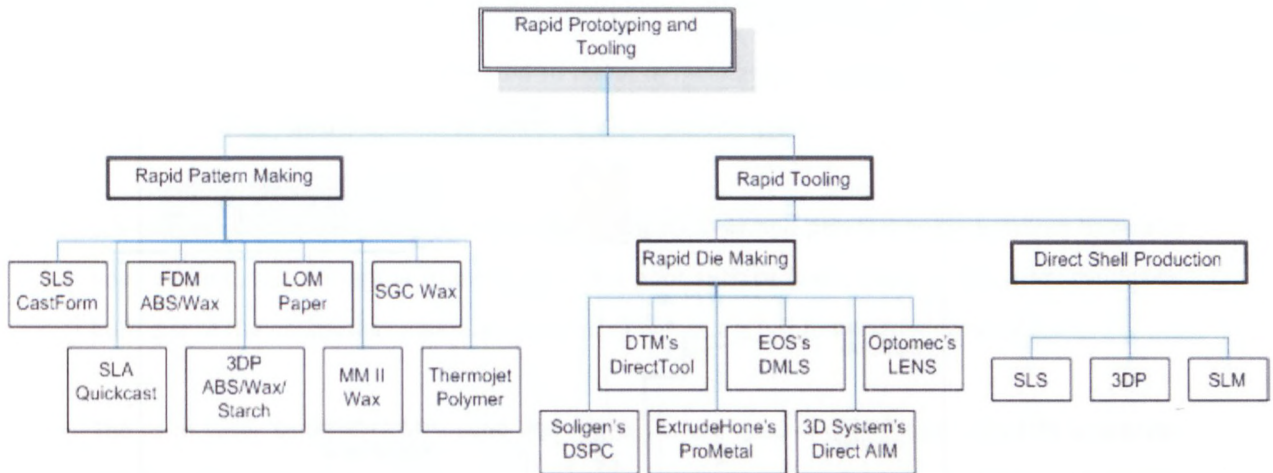 Rapid Prototyping and
Tooling
Rapid Pattern Making
Rapid Tooling
Rapid Die Making
Direct Shell Production
SLS
CastForm
FDM
ABS/Wax
LOM
Paper
SGC Wax
SLA
Quickcast
3DP
ABS/Wax/
Starch
MM II
Wax
Thermojet
Polymer
DTM's
DirectTool
EOS's
DMLS
Optomec's
LENS
Soligen's
DSPC
ExtrudeHone's
ProMetal
3D System's
Direct AIM
SLS
3DP
SLM